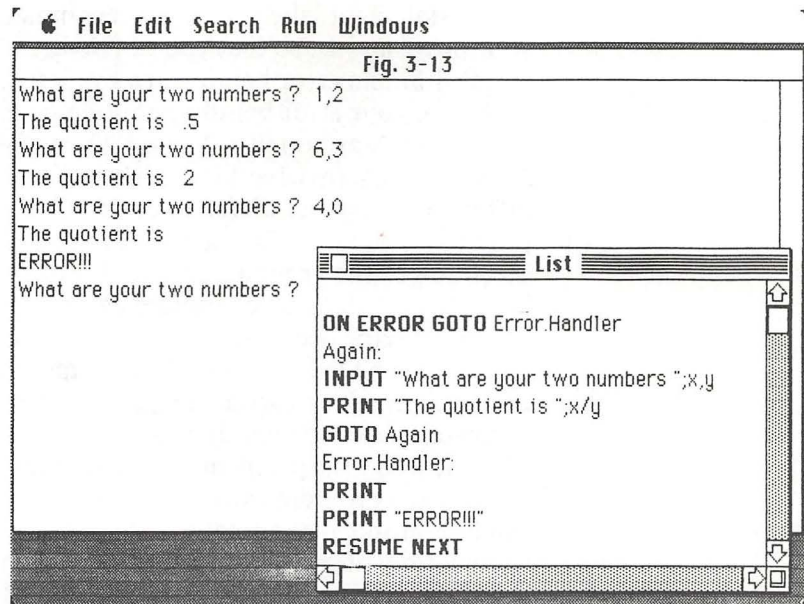 File Edit Search Run Windows
Fig. 3-13
What are your two numbers ? 1,2
The quotient is .5
What are your two numbers ? 6,3
The quotient is 2
What are your two numbers ? 4,0
The quotient is
ERROR!!!
What are your two numbers ?
List
ON ERROR GOTO Error.Handler
Again:
INPUT "What are your two numbers ";x,y
PRINT "The quotient is ";x/y
GOTO Again
Error.Handler:
PRINT
PRINT "ERROR!!!"
RESUME NEXT